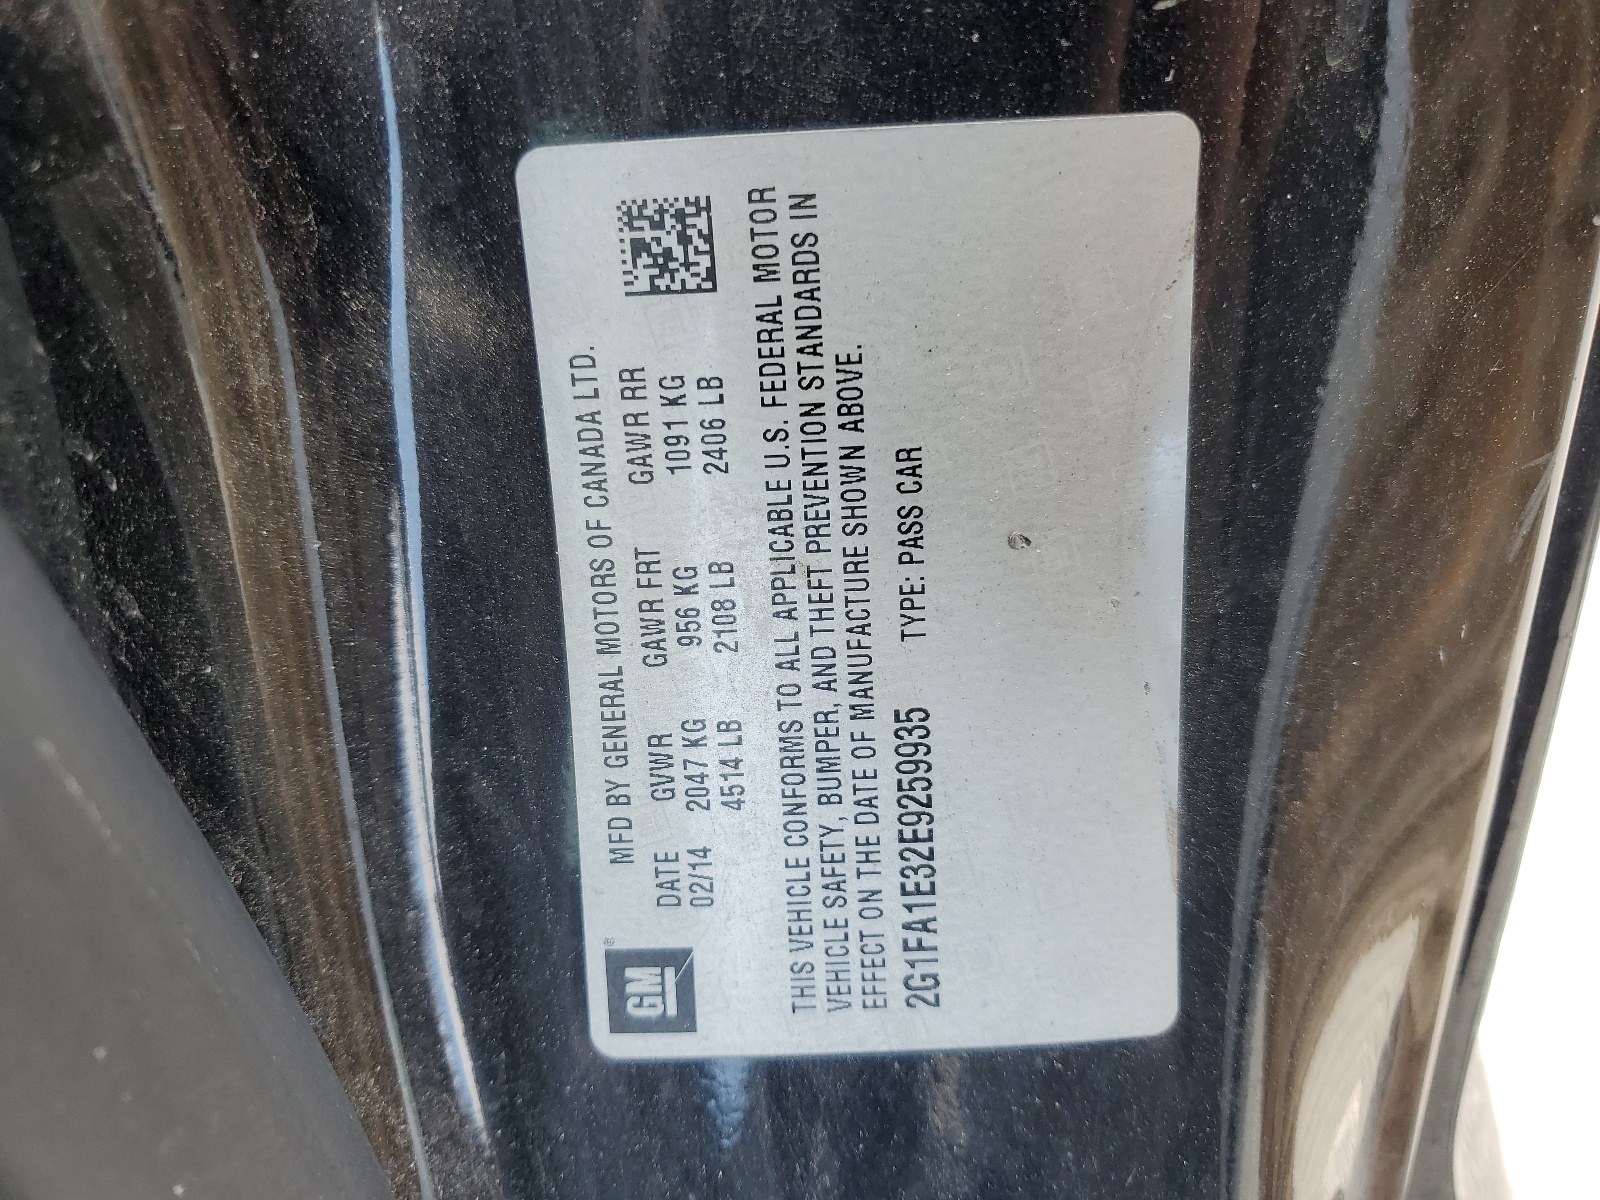 GM ®
MFD BY GENERAL MOTORS OF CANADA LTD.
DATE GVWR GAWR FRT GAWR RR
02/14 2047 KG 956 KG 1091 KG
4514 LB 2108 LB 2406 LB
THIS VEHICLE CONFORMS TO ALL APPLICABLE U.S. FEDERAL MOTOR
VEHICLE SAFETY, BUMPER, AND THEFT PREVENTION STANDARDS IN
EFFECT ON THE DATE OF MANUFACTURE SHOWN ABOVE.
2G1FA1E32E9259935 TYPE: PASS CAR